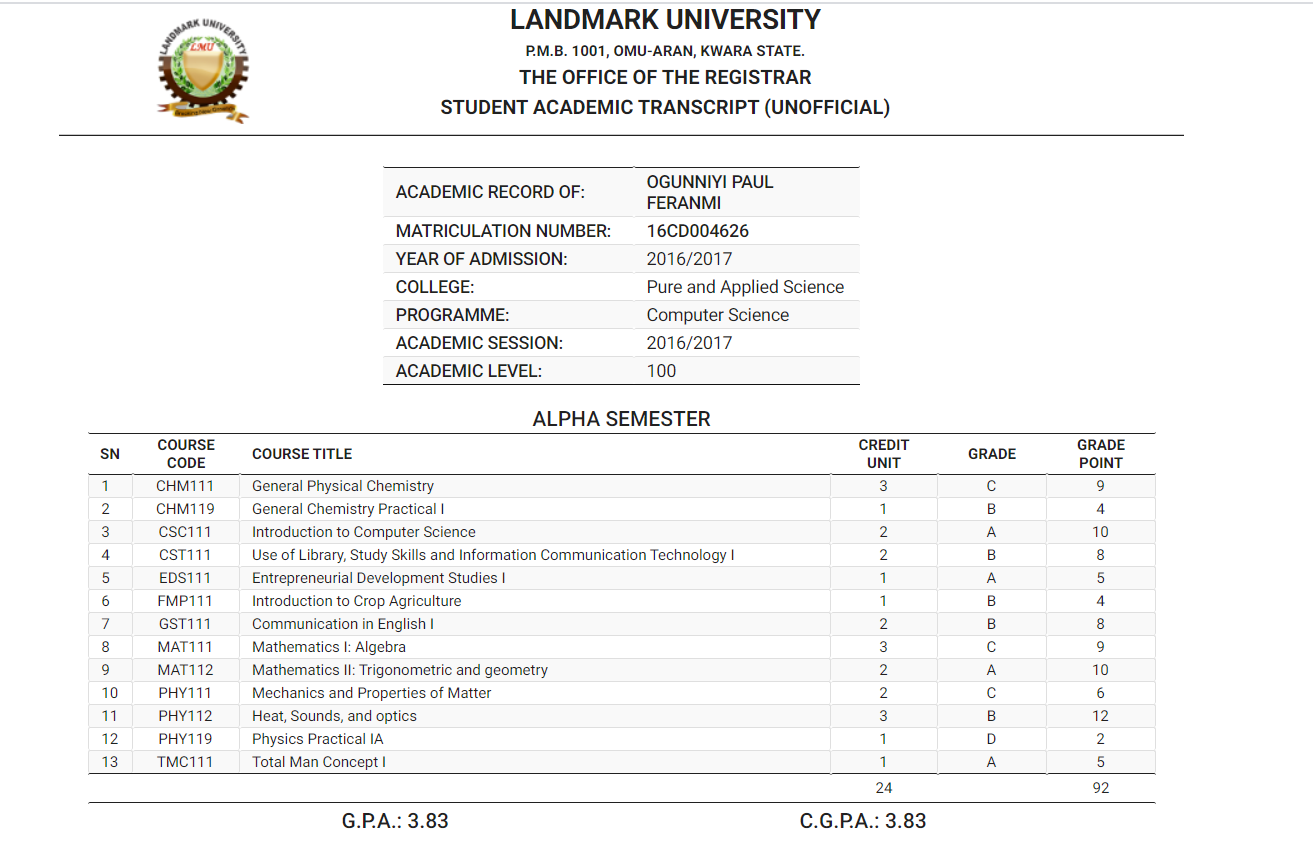 LANDMARK UNIVERSITY
LMU
LANDMARK UNIVERSITY
P.M.B. 1001, OMU-ARAN, KWARA STATE.
THE OFFICE OF THE REGISTRAR
STUDENT ACADEMIC TRANSCRIPT (UNOFFICIAL)
ACADEMIC RECORD OF: OGUNNIYI PAUL
FERANMI
MATRICULATION NUMBER: 16CD004626
YEAR OF ADMISSION: 2016/2017
COLLEGE: Pure and Applied Science
PROGRAMME: Computer Science
ACADEMIC SESSION: 2016/2017
ACADEMIC LEVEL: 100
ALPHA SEMESTER
SN COURSE CODE COURSE TITLE CREDIT UNIT GRADE GRADE POINT
1 CHM111 General Physical Chemistry 3 C 9
2 CHM119 General Chemistry Practical I 1 B 4
3 CSC111 Introduction to Computer Science 2 A 10
4 CST111 Use of Library, Study Skills and Information Communication Technology I 2 B 8
5 EDS111 Entrepreneurial Development Studies I 1 A 5
6 FMP111 Introduction to Crop Agriculture 1 B 4
7 GST111 Communication in English I 2 B 8
8 MAT111 Mathematics I: Algebra 3 C 9
9 MAT112 Mathematics II: Trigonometric and geometry 2 A 10
10 PHY111 Mechanics and Properties of Matter 2 C 6
11 PHY112 Heat, Sounds, and optics 3 B 12
12 PHY119 Physics Practical IA 1 D 2
13 TMC111 Total Man Concept I 1 A 5
24 92
G.P.A.: 3.83 C.G.P.A.: 3.83